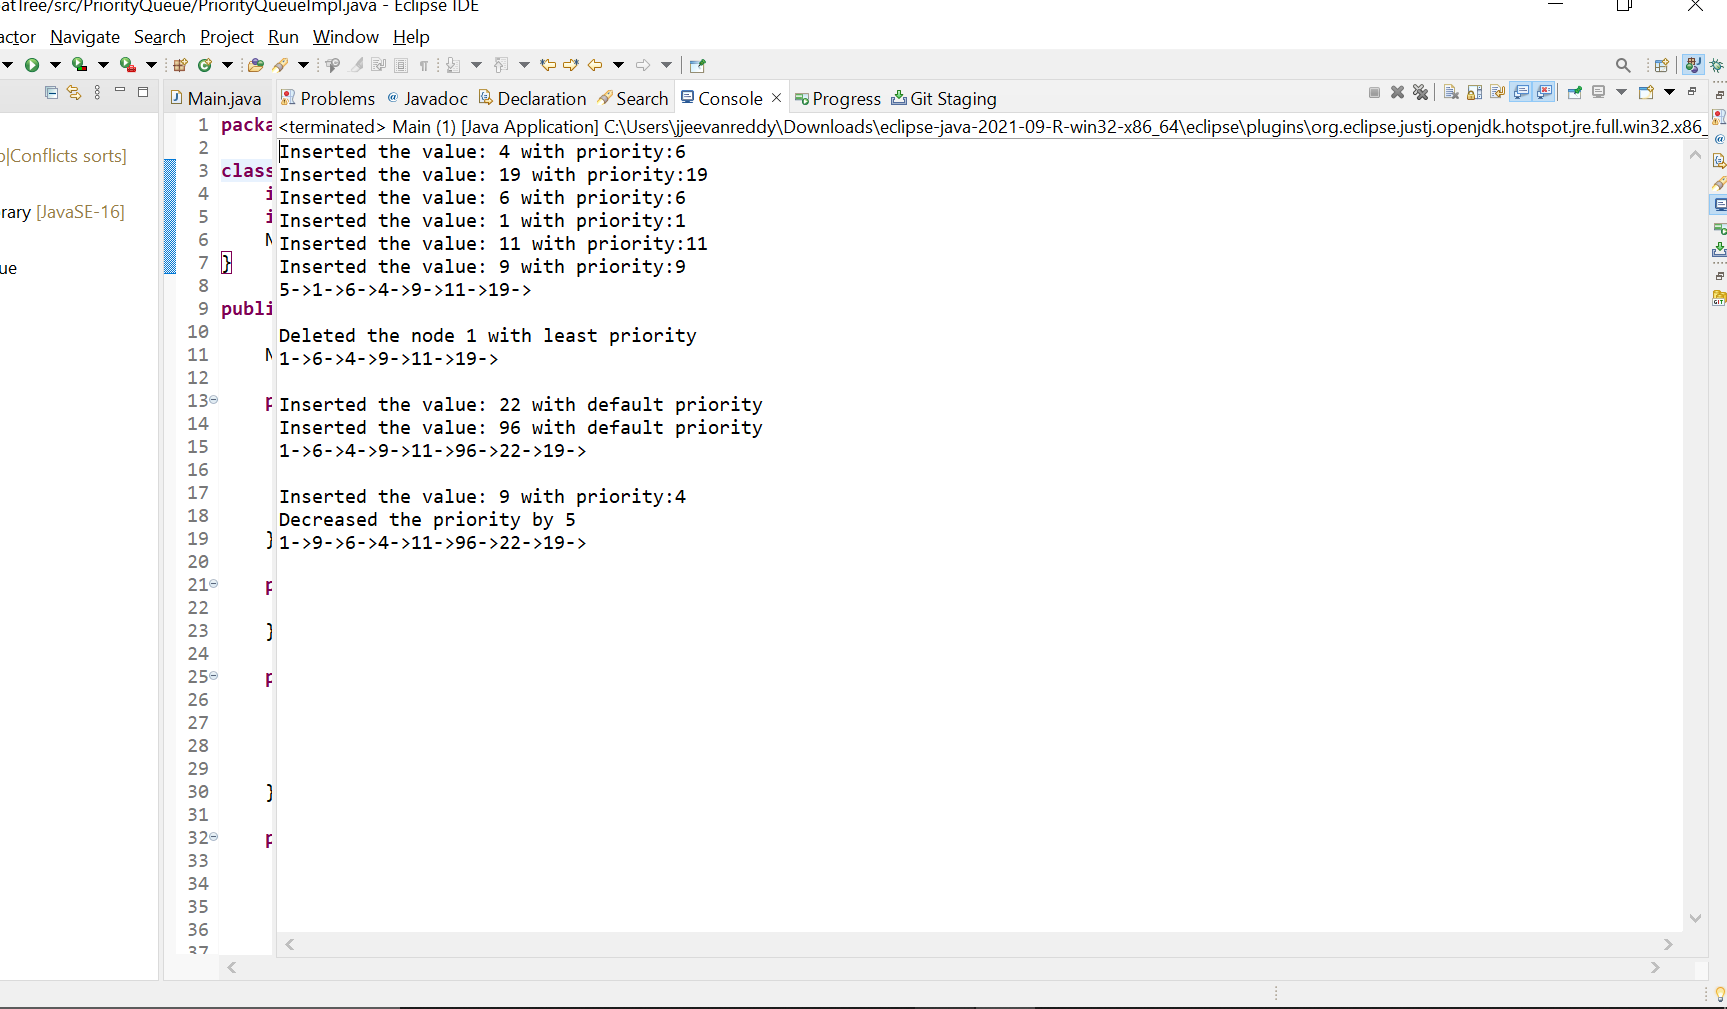 atTree/src/PriorityQueue/PriorityQueueImpl.java - Eclipse IDE
actor Navigate Search Project Run Window Help
Main.java Problems Javadoc Declaration Search Console Progress Git Staging
<terminated> Main (1) [Java Application] C:\Users\jjeevanreddy\Downloads\eclipse-java-2021-09-R-win32-x86_64\eclipse\plugins\org.eclipse.justj.openjdk.hotspot.jre.full.win32.x86_
|Conflicts sorts]
rary [JavaSE-16]
ue
1 packa
2
3 class
4 i
5 i
6 N
7 }
8
9 publi
10
11 N
12
13 p
14
15
16
17
18
19 }
20
21 p
22
23 }
24
25 p
26
27
28
29
30 }
31
32 p
33
34
35
36
37
Inserted the value: 4 with priority:6
Inserted the value: 19 with priority:19
Inserted the value: 6 with priority:6
Inserted the value: 1 with priority:1
Inserted the value: 11 with priority:11
Inserted the value: 9 with priority:9
5->1->6->4->9->11->19->
Deleted the node 1 with least priority
1->6->4->9->11->19->
Inserted the value: 22 with default priority
Inserted the value: 96 with default priority
1->6->4->9->11->96->22->19->
Inserted the value: 9 with priority:4
Decreased the priority by 5
1->9->6->4->11->96->22->19->